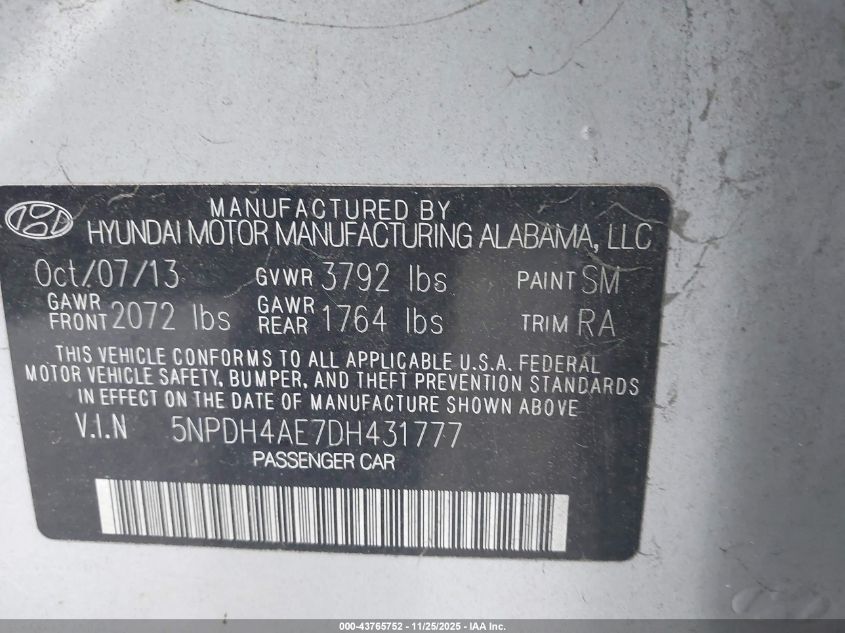 MANUFACTURED BY
HYUNDAI MOTOR MANUFACTURING ALABAMA, LLC
Oct/07/13 GVWR 3792 lbs PAINT SM
GAWR FRONT 2072 lbs GAWR REAR 1764 lbs TRIM RA
THIS VEHICLE CONFORMS TO ALL APPLICABLE U.S.A. FEDERAL
MOTOR VEHICLE SAFETY, BUMPER, AND THEFT PREVENTION STANDARDS
IN EFFECT ON THE DATE OF MANUFACTURE SHOWN ABOVE
V.I.N 5NPDH4AE7DH431777
PASSENGER CAR
000-43765752 - 11/25/2025 - IAA Inc.